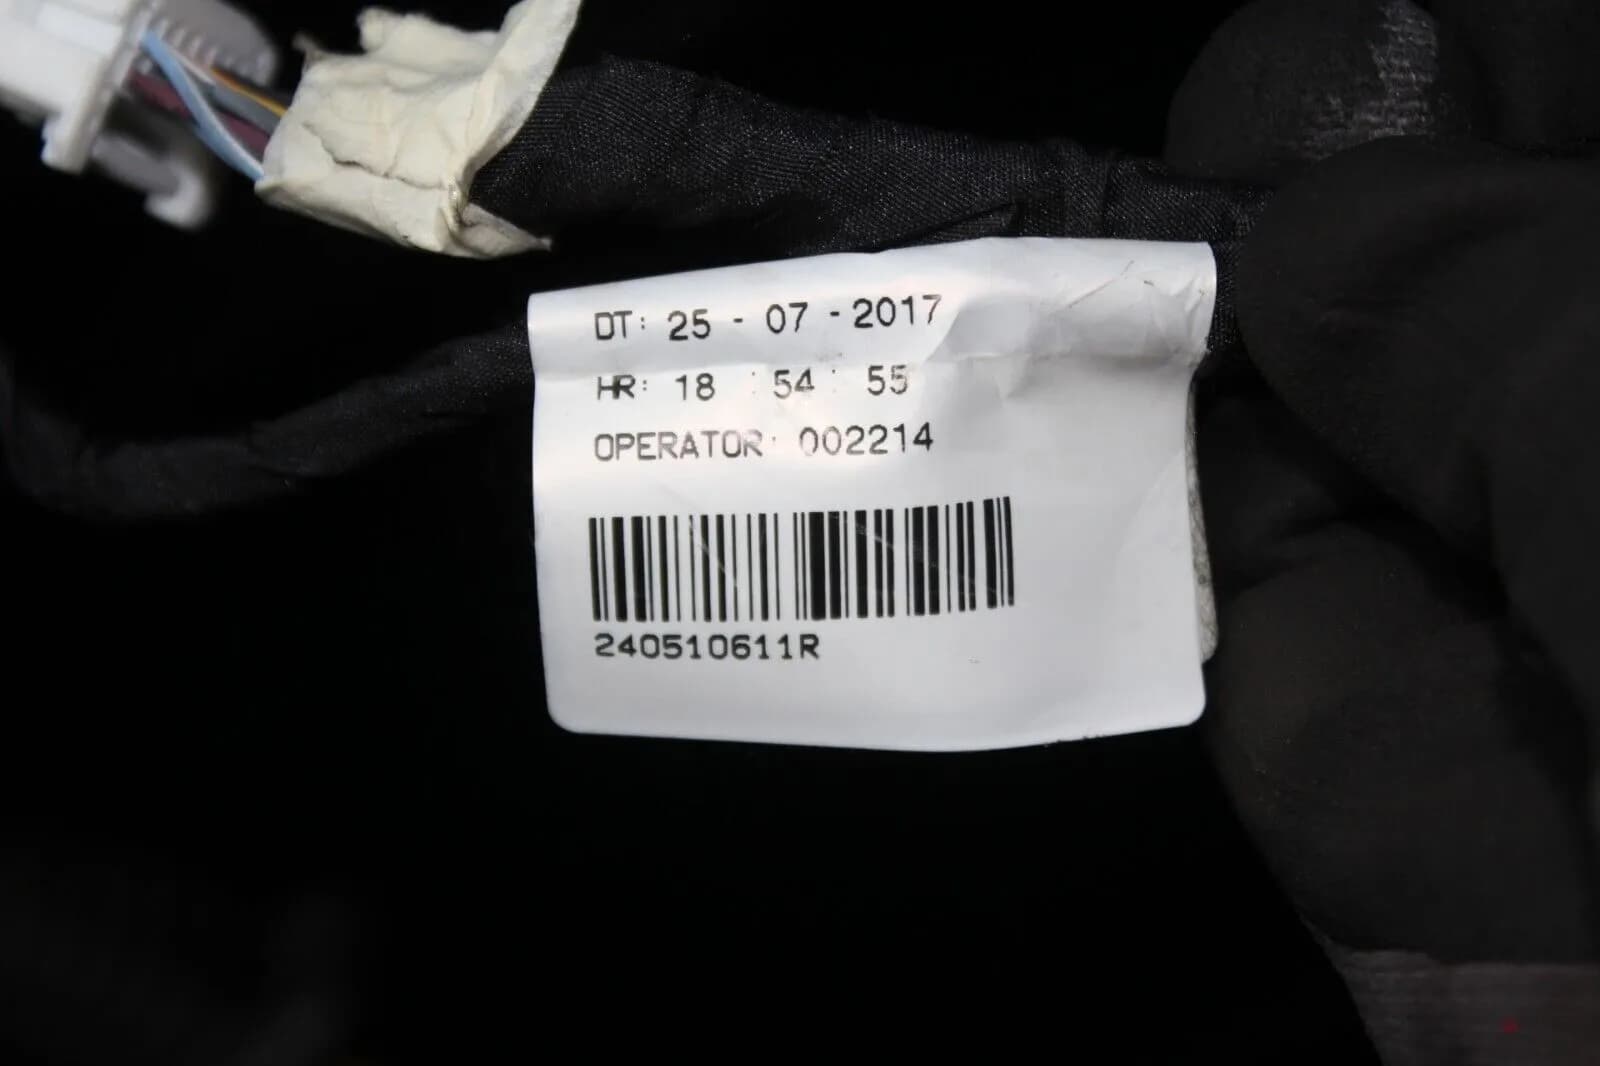 DT: 25 - 07 - 2017
HR: 18 : 54 : 55
OPERATOR: 002214
240510611R